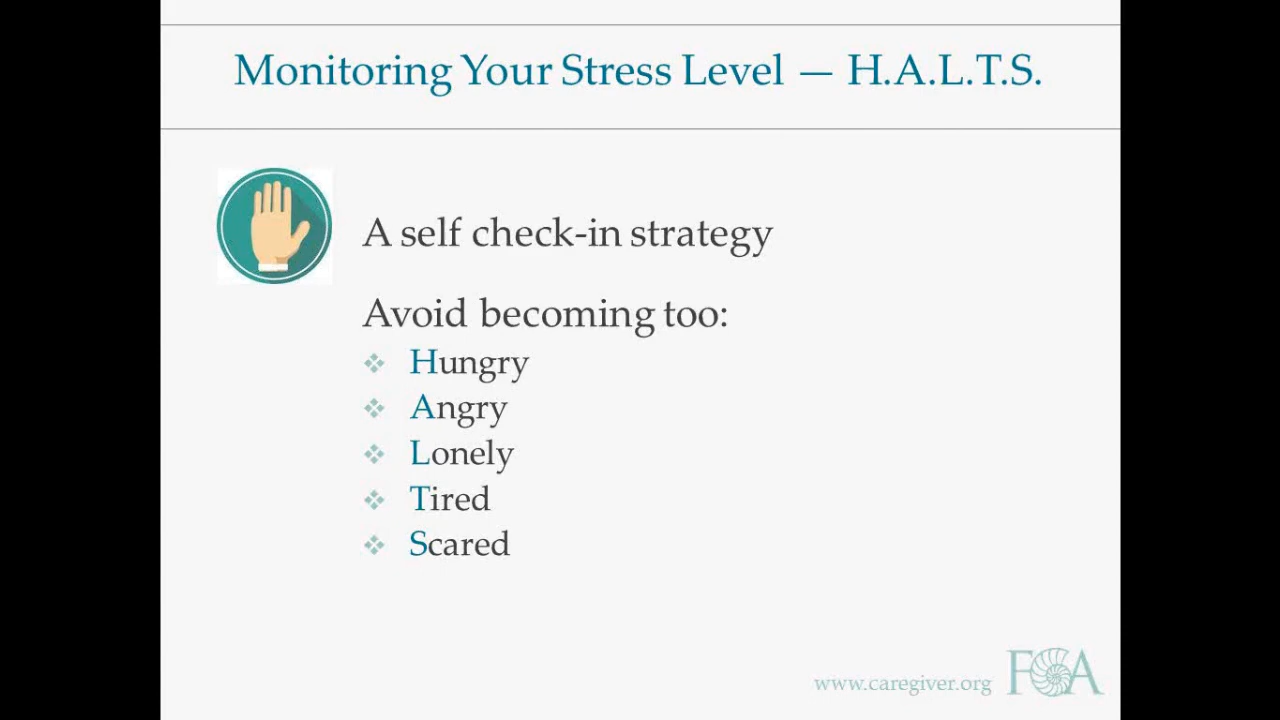 Monitoring Your Stress Level — H.A.L.T.S.
A self check-in strategy
Avoid becoming too:
Hungry
Angry
Lonely
Tired
Scared
www.caregiver.org FCA